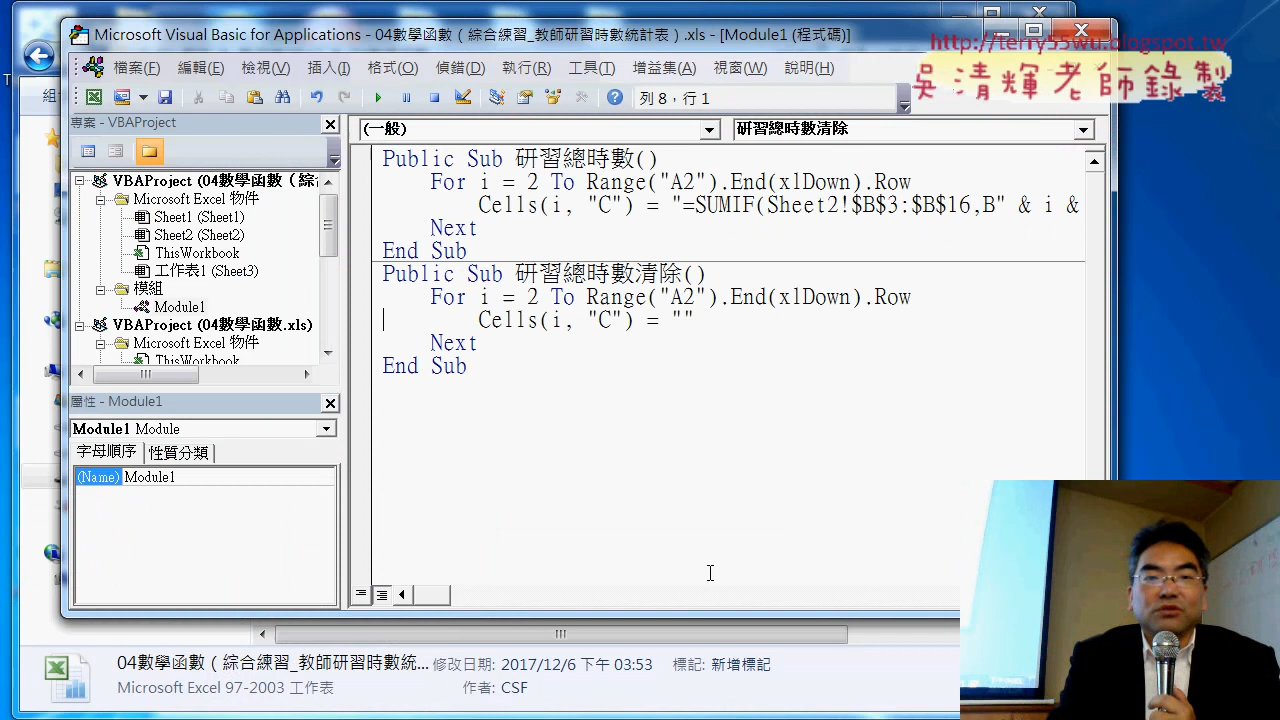 Microsoft Visual Basic for Applications - 04數學函數（綜合練習_教師研習時數統計表）.xls - [Module1 (程式碼)]
http://terry55wu.blogspot.tw
吳清輝老師錄製
檔案(F) 編輯(E) 檢視(V) 插入(I) 格式(O) 偵錯(D) 執行(R) 工具(T) 增益集(A) 視窗(W) 說明(H)
組
列 8，行 1
專案 - VBAProject
(一般)
研習總時數清除
VBAProject (04數學函數（綜合
Microsoft Excel 物件
Sheet1 (Sheet1)
Sheet2 (Sheet2)
ThisWorkbook
工作表1 (Sheet3)
模組
Module1
VBAProject (04數學函數.xls)
Microsoft Excel 物件
ThisWorkbook
Public Sub 研習總時數()
For i = 2 To Range("A2").End(xlDown).Row
Cells(i, "C") = "=SUMIF(Sheet2!$B$3:$B$16,B" & i &
Next
End Sub
Public Sub 研習總時數清除()
For i = 2 To Range("A2").End(xlDown).Row
Cells(i, "C") = ""
Next
End Sub
屬性 - Module1
Module1 Module
字母順序 性質分類
(Name) Module1
04數學函數（綜合練習_教師研習時數統... 修改日期: 2017/12/6 下午 03:53 標記: 新增標記
Microsoft Excel 97-2003 工作表 作者: CSF